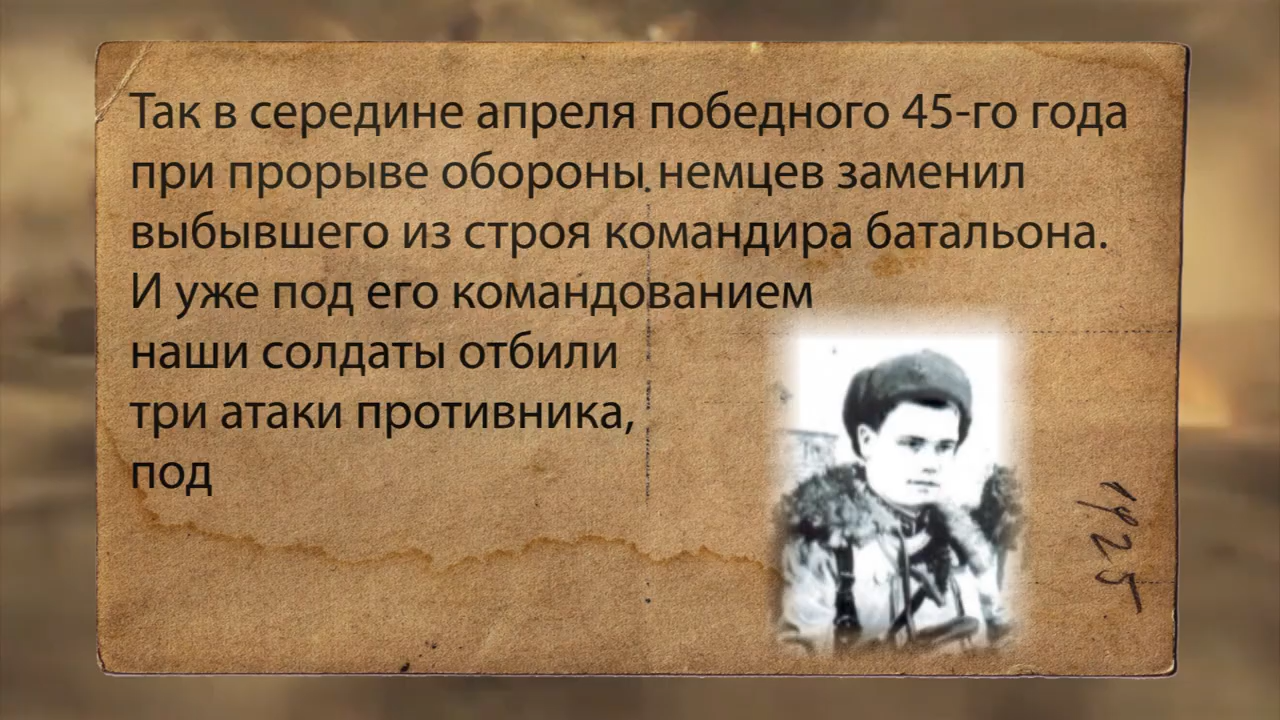 Так в середине апреля победного 45-го года
при прорыве обороны немцев заменил
выбывшего из строя командира батальона.
И уже под его командованием
наши солдаты отбили
три атаки противника,
под
1925